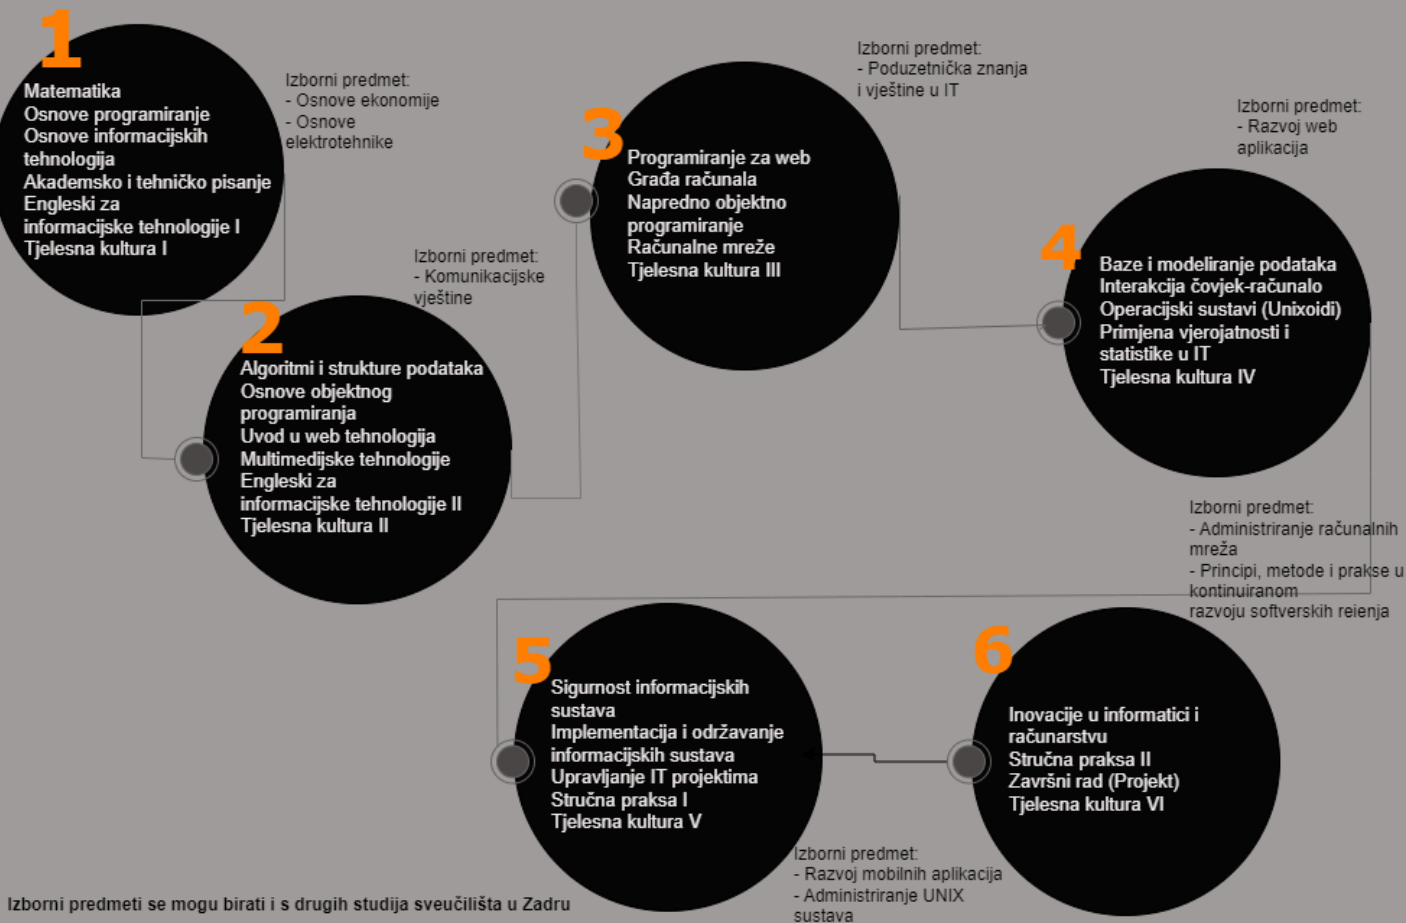 1
Matematika
Osnove programiranje
Osnove informacijskih
tehnologija
Akademsko i tehničko pisanje
Engleski za
informacijske tehnologije I
Tjelesna kultura I
Izborni predmet:
- Osnove ekonomije
- Osnove
elektrotehnike
2
Algoritmi i strukture podataka
Osnove objektnog
programiranja
Uvod u web tehnologija
Multimedijske tehnologije
Engleski za
informacijske tehnologije II
Tjelesna kultura II
Izborni predmet:
- Komunikacijske
vještine
3
Programiranje za web
Građa računala
Napredno objektno
programiranje
Računalne mreže
Tjelesna kultura III
Izborni predmet:
- Poduzetnička znanja
i vještine u IT
4
Baze i modeliranje podataka
Interakcija čovjek-računalo
Operacijski sustavi (Unixoidi)
Primjena vjerojatnosti i
statistike u IT
Tjelesna kultura IV
Izborni predmet:
- Razvoj web
aplikacija
5
Sigurnost informacijskih
sustava
Implementacija i održavanje
informacijskih sustava
Upravljanje IT projektima
Stručna praksa I
Tjelesna kultura V
Izborni predmet:
- Administriranje računalnih
mreža
- Principi, metode i prakse u
kontinuiranom
razvoju softverskih reienja
6
Inovacije u informatici i
računarstvu
Stručna praksa II
Završni rad (Projekt)
Tjelesna kultura VI
Izborni predmet:
- Razvoj mobilnih aplikacija
- Administriranje UNIX
sustava
Izborni predmeti se mogu birati i s drugih studija sveučilišta u Zadru